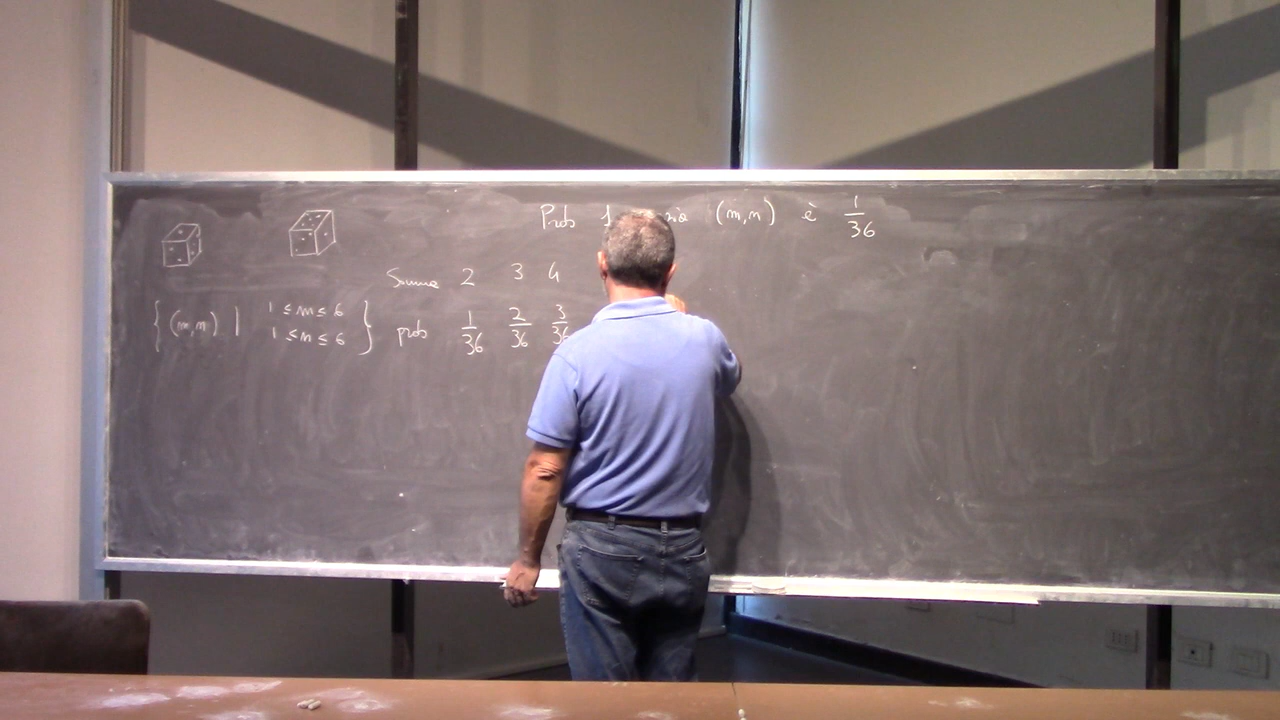 Prob (m,n) è 1/36
Somma 2 3 4
{(m,n) | 1 ≤ m ≤ 6
1 ≤ n ≤ 6}
prob 1/36 2/36 3/36